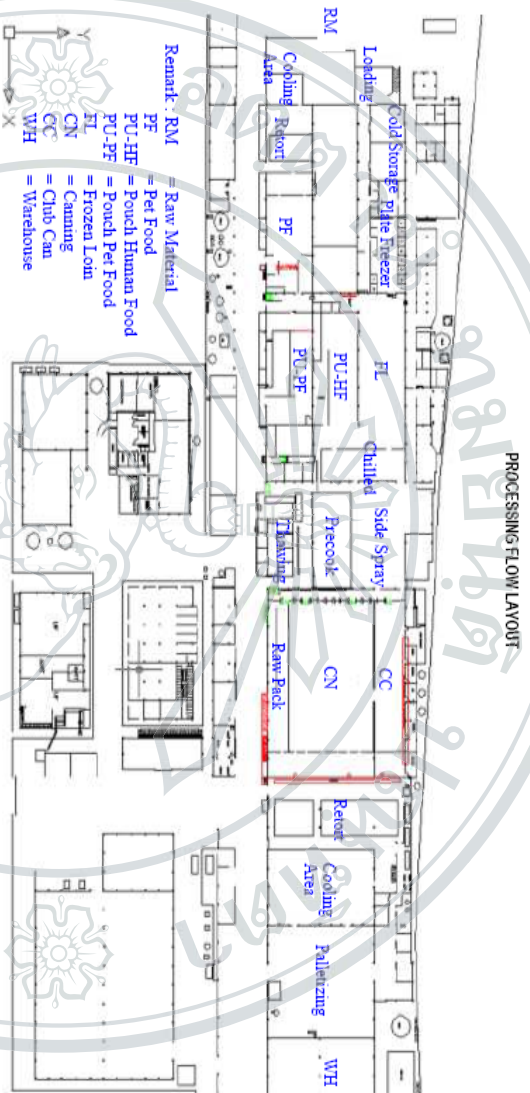 PROCESSING FLOW LAYOUT
RM
Loading
Cold Storage
Plate Freezer
Cooling
Area
Retort
PF
FL
PU-HF
PU-PF
Chilled
Side Spray
Precook
Thawing
CC
CN
Raw Pack
Retort
Cooling
Area
Palletizing
WH
Remark : RM = Raw Material
PF = Pet Food
PU-HF = Pouch Human Food
PU-PF = Pouch Pet Food
FL = Frozen Loin
CN = Canning
CC = Club Can
WH = Warehouse
Y
X